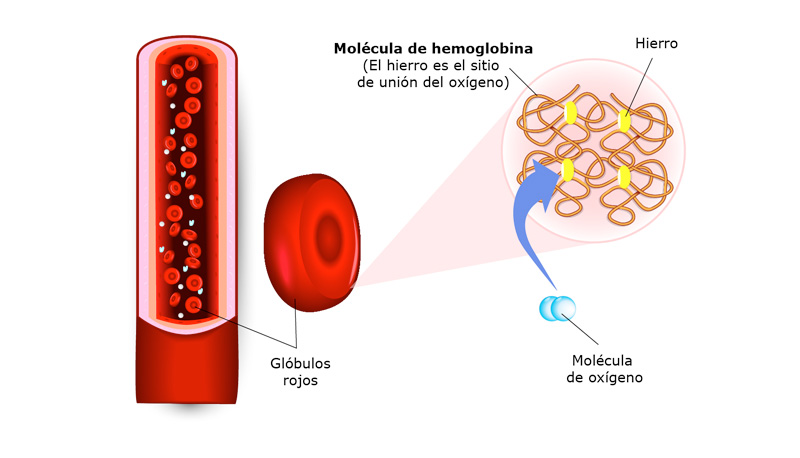 Molécula de hemoglobina
(El hierro es el sitio
de unión del oxígeno)
Hierro
Glóbulos
rojos
Molécula
de oxígeno